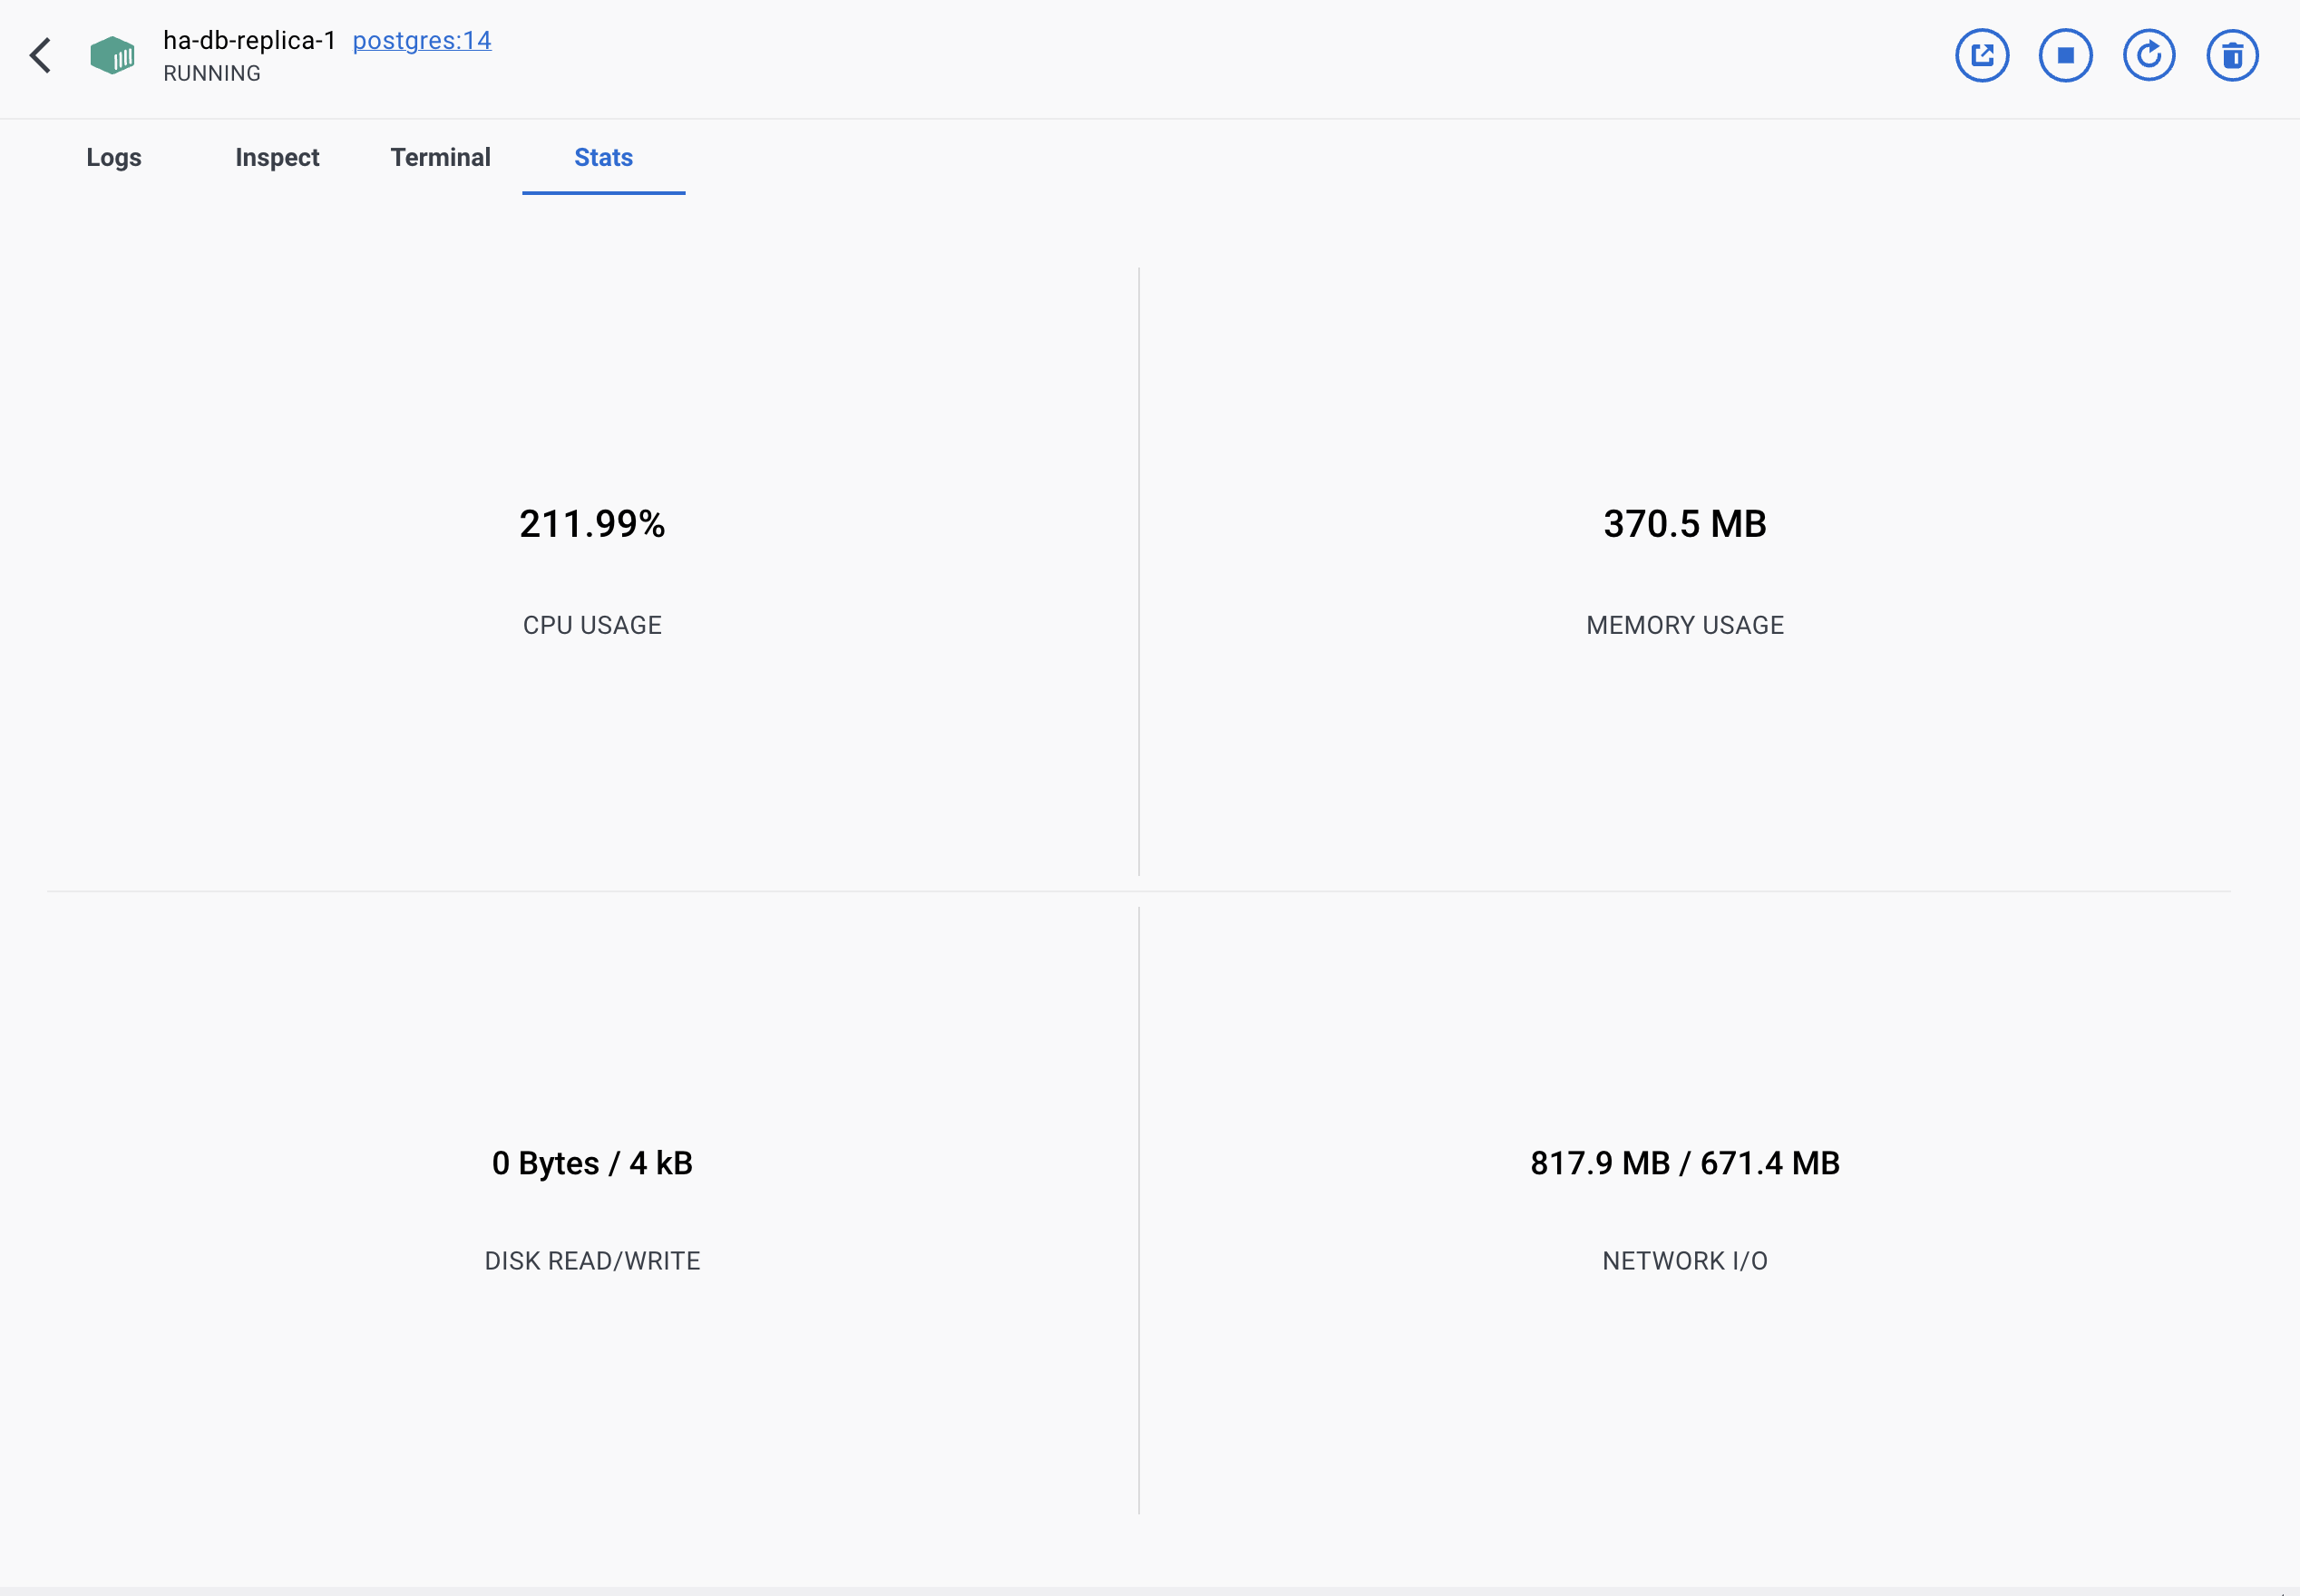 ha-db-replica-1 postgres:14
RUNNING
Logs Inspect Terminal Stats
211.99%
CPU USAGE
370.5 MB
MEMORY USAGE
0 Bytes / 4 kB
DISK READ/WRITE
817.9 MB / 671.4 MB
NETWORK I/O